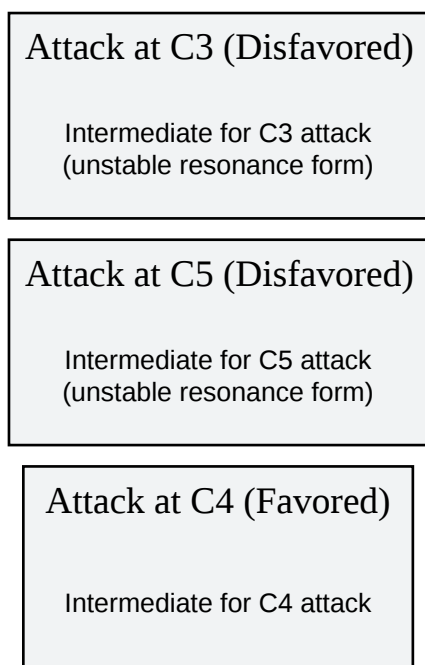 Attack at C3 (Disfavored)
Intermediate for C3 attack
(unstable resonance form)
Attack at C5 (Disfavored)
Intermediate for C5 attack
(unstable resonance form)
Attack at C4 (Favored)
Intermediate for C4 attack